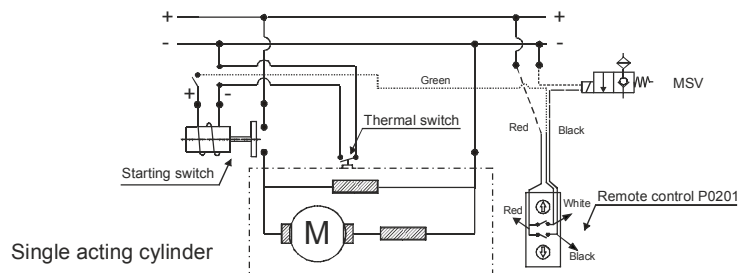 + +
- -
Green
MSV
+ -
Thermal switch
Red Black
Starting switch
Remote control P0201
White
Red
M
Black
Single acting cylinder